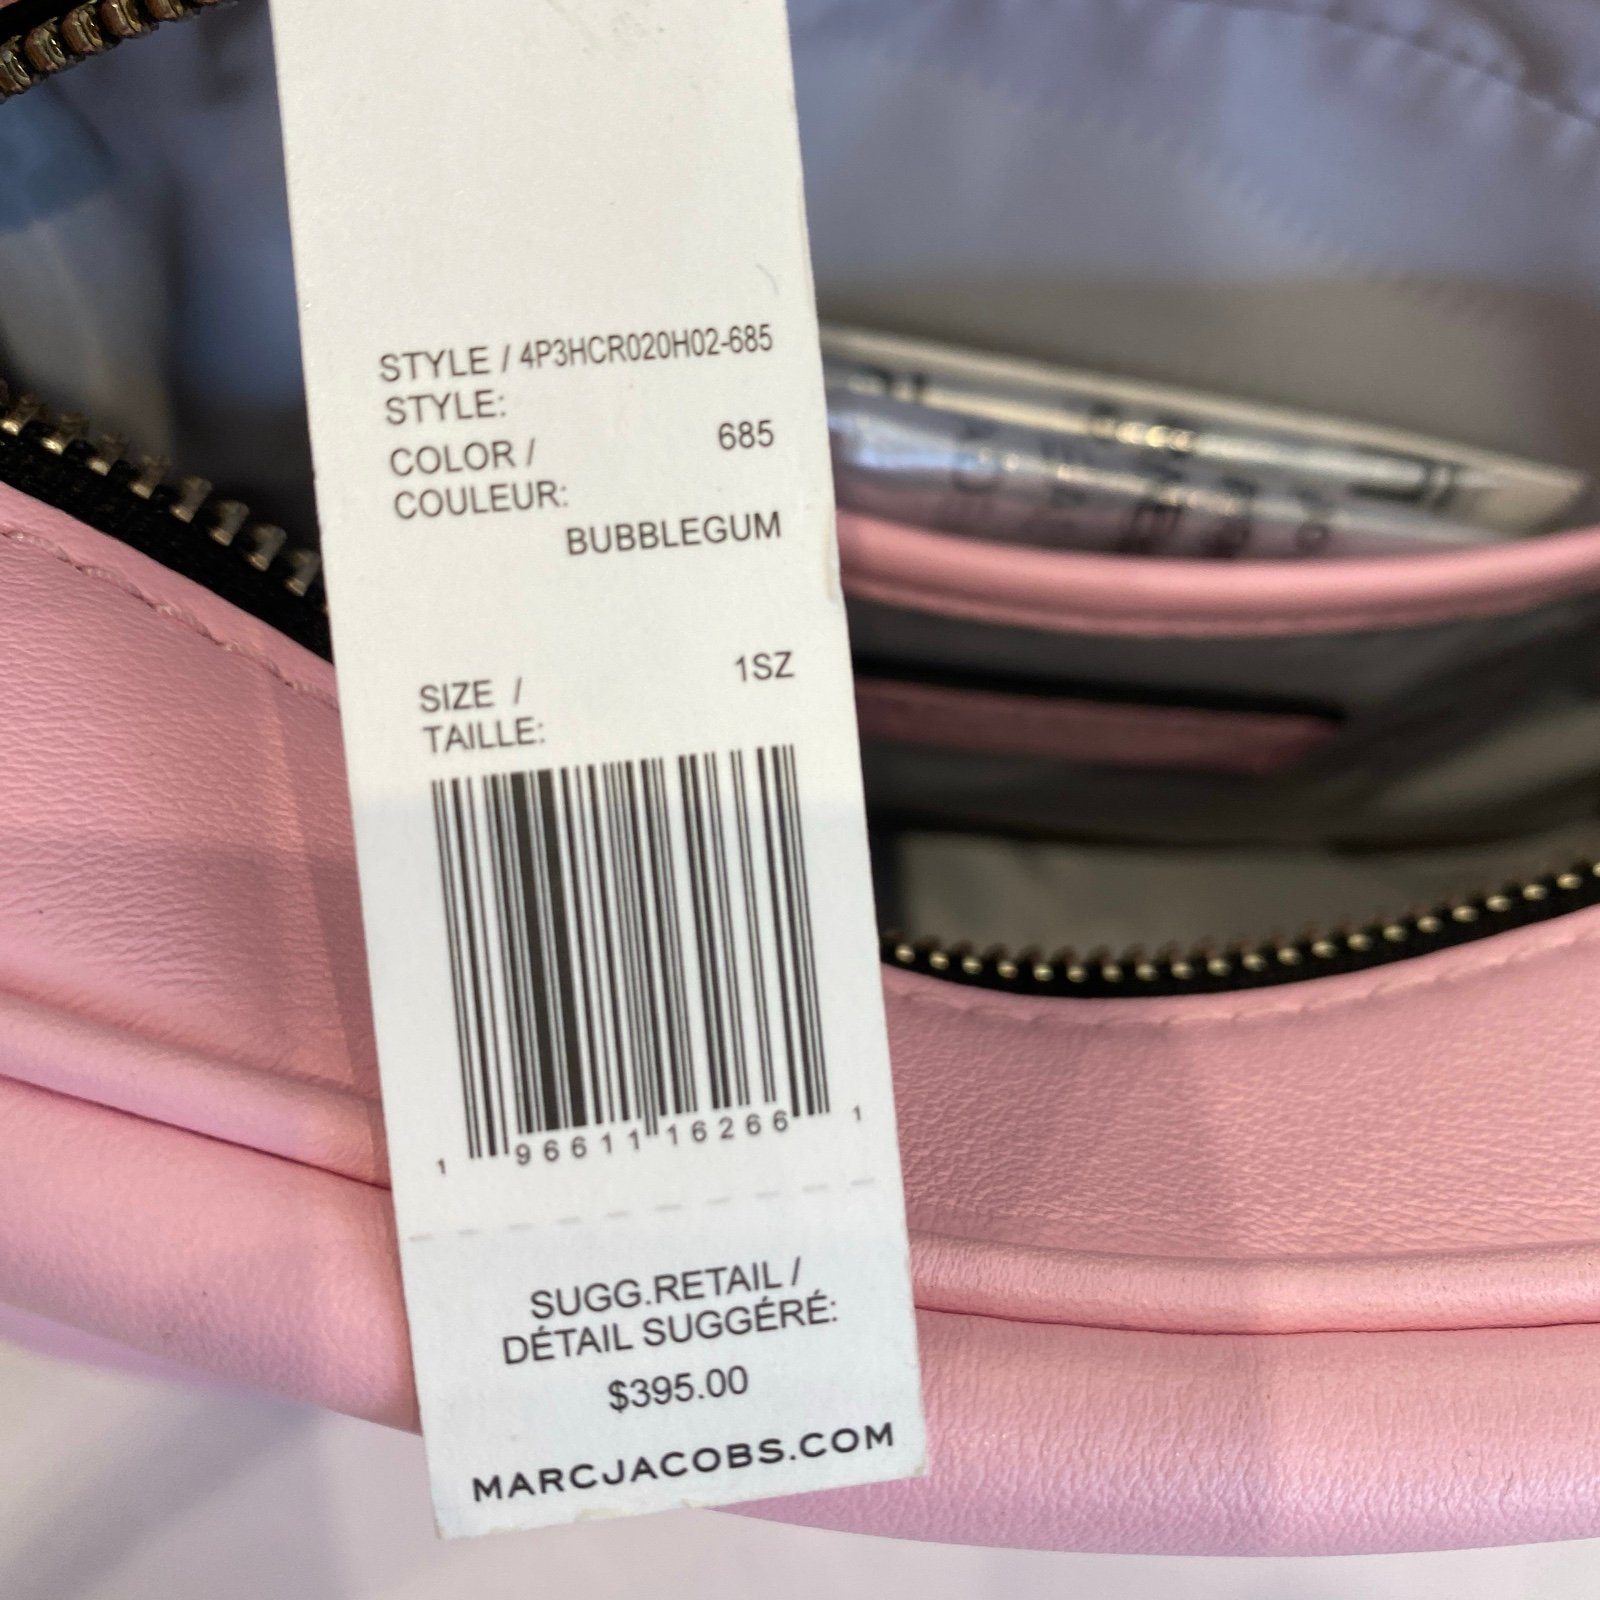 STYLE / 4P3HCR020H02-685
STYLE:
COLOR / 685
COULEUR:
BUBBLEGUM
SIZE / 1SZ
TAILLE:
1 96611 16266 1
SUGG.RETAIL /
DÉTAIL SUGGÉRÉ:
$395.00
MARCJACOBS.COM